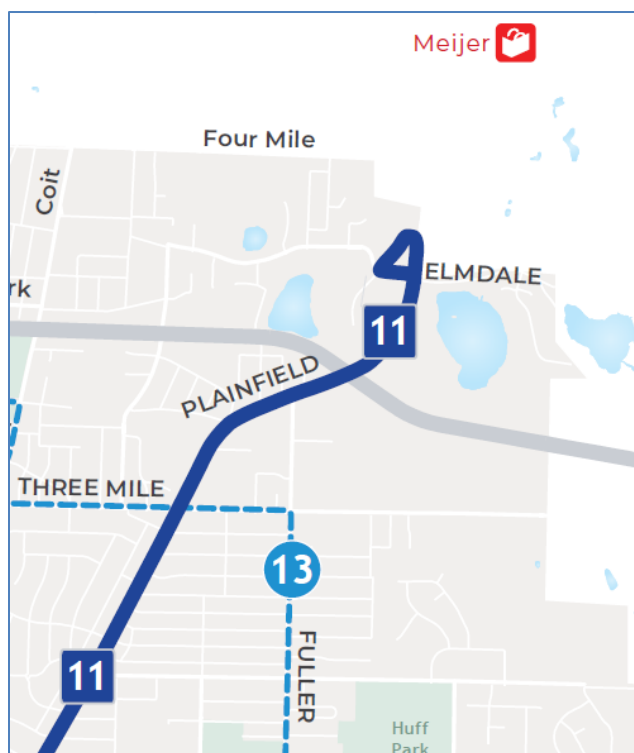 Meijer
Four Mile
Coit
ELMDALE
rk
11
PLAINFIELD
THREE MILE
13
11
FULLER
Huff
Park